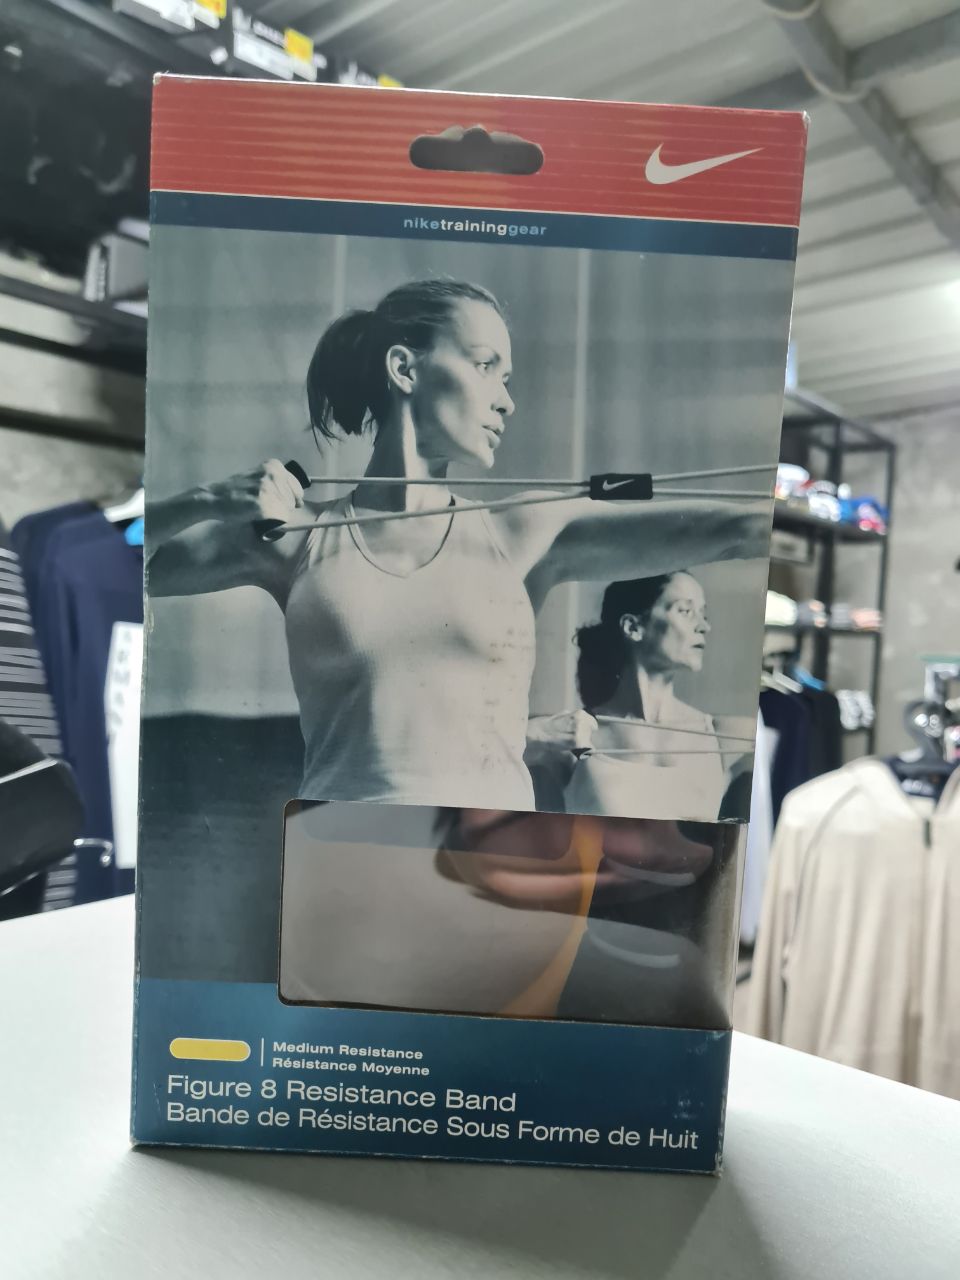 niketraininggear
Medium Resistance
Résistance Moyenne
Figure 8 Resistance Band
Bande de Résistance Sous Forme de Huit